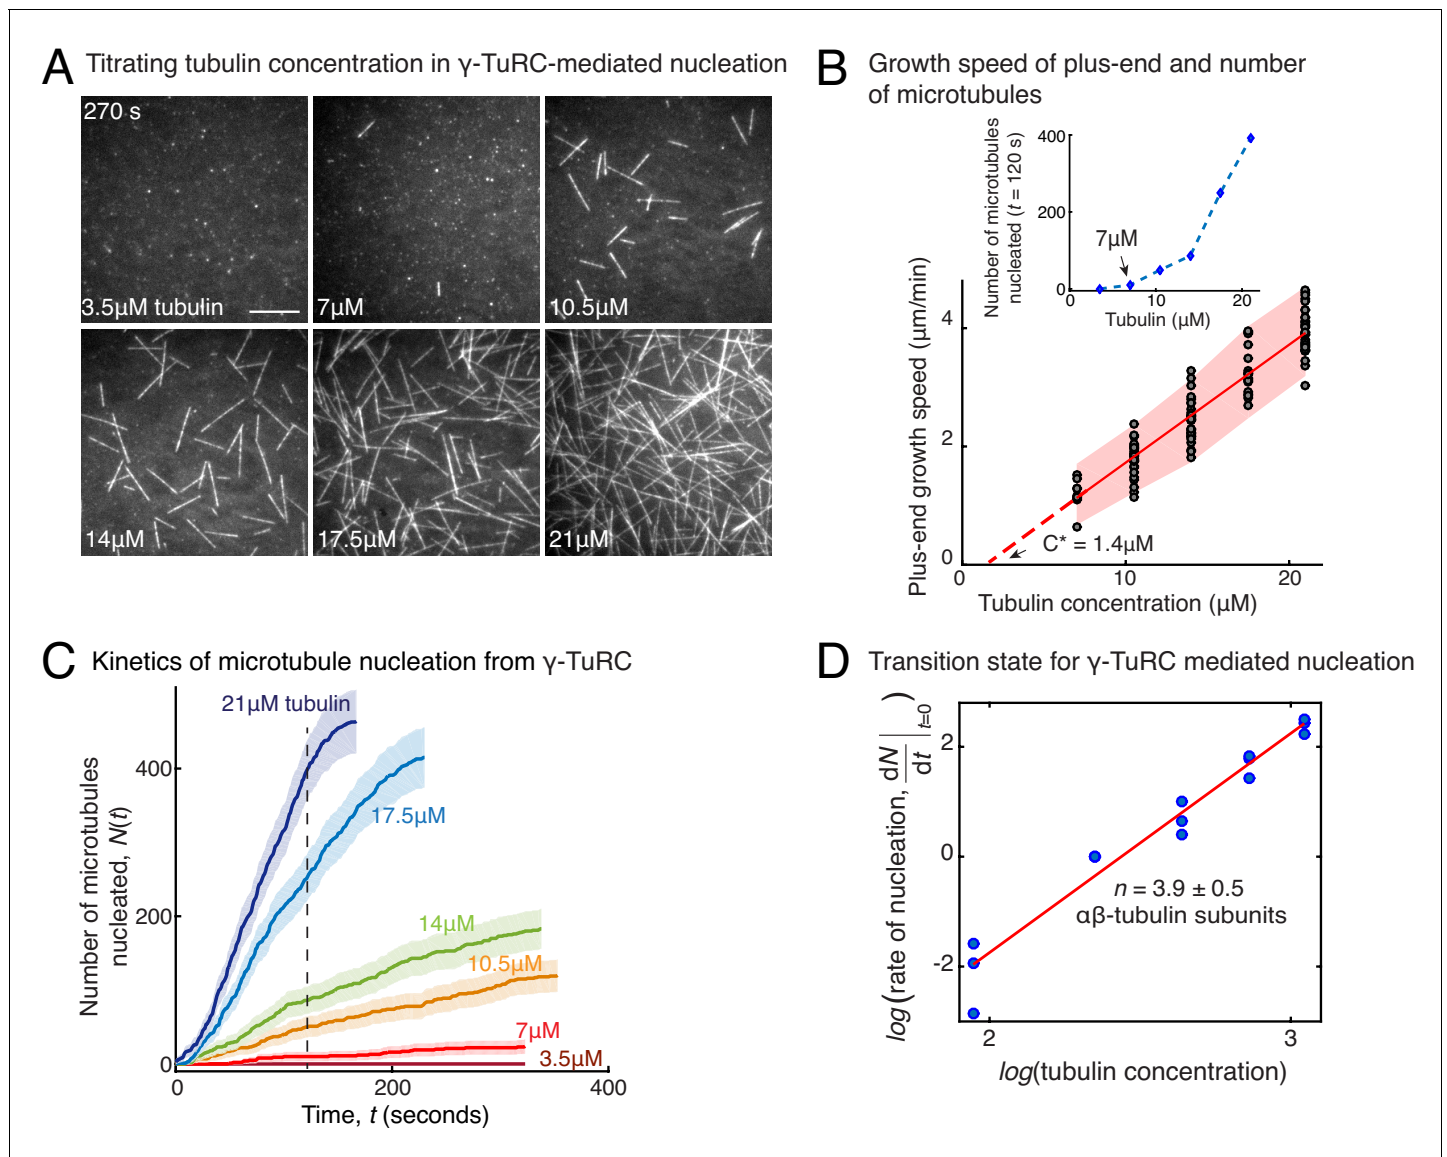 A Titrating tubulin concentration in γ-TuRC-mediated nucleation
270 s
3.5µM tubulin
7µM
10.5µM
14µM
17.5µM
21µM
B Growth speed of plus-end and number
of microtubules
Number of microtubules
nucleated (t = 120 s)
400
200
0
7µM
0
10
20
Tubulin (µM)
Plus-end growth speed (µm/min)
4
2
0
C* = 1.4µM
0
10
20
Tubulin concentration (µM)
C Kinetics of microtubule nucleation from γ-TuRC
Number of microtubules
nucleated, N(t)
400
200
0
21µM tubulin
17.5µM
14µM
10.5µM
7µM
3.5µM
0
200
400
Time, t (seconds)
D Transition state for γ-TuRC mediated nucleation
log(rate of nucleation, dN/dt|t=0)
2
0
-2
n = 3.9 ± 0.5
αβ-tubulin subunits
2
3
log(tubulin concentration)